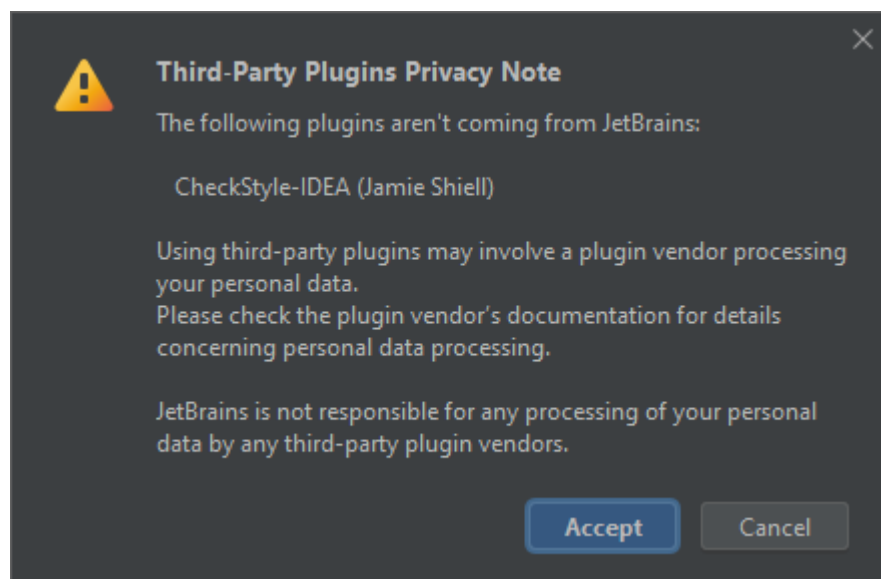 Third-Party Plugins Privacy Note
The following plugins aren't coming from JetBrains:
CheckStyle-IDEA (Jamie Shiell)
Using third-party plugins may involve a plugin vendor processing
your personal data.
Please check the plugin vendor’s documentation for details
concerning personal data processing.
JetBrains is not responsible for any processing of your personal
data by any third-party plugin vendors.
Accept
Cancel